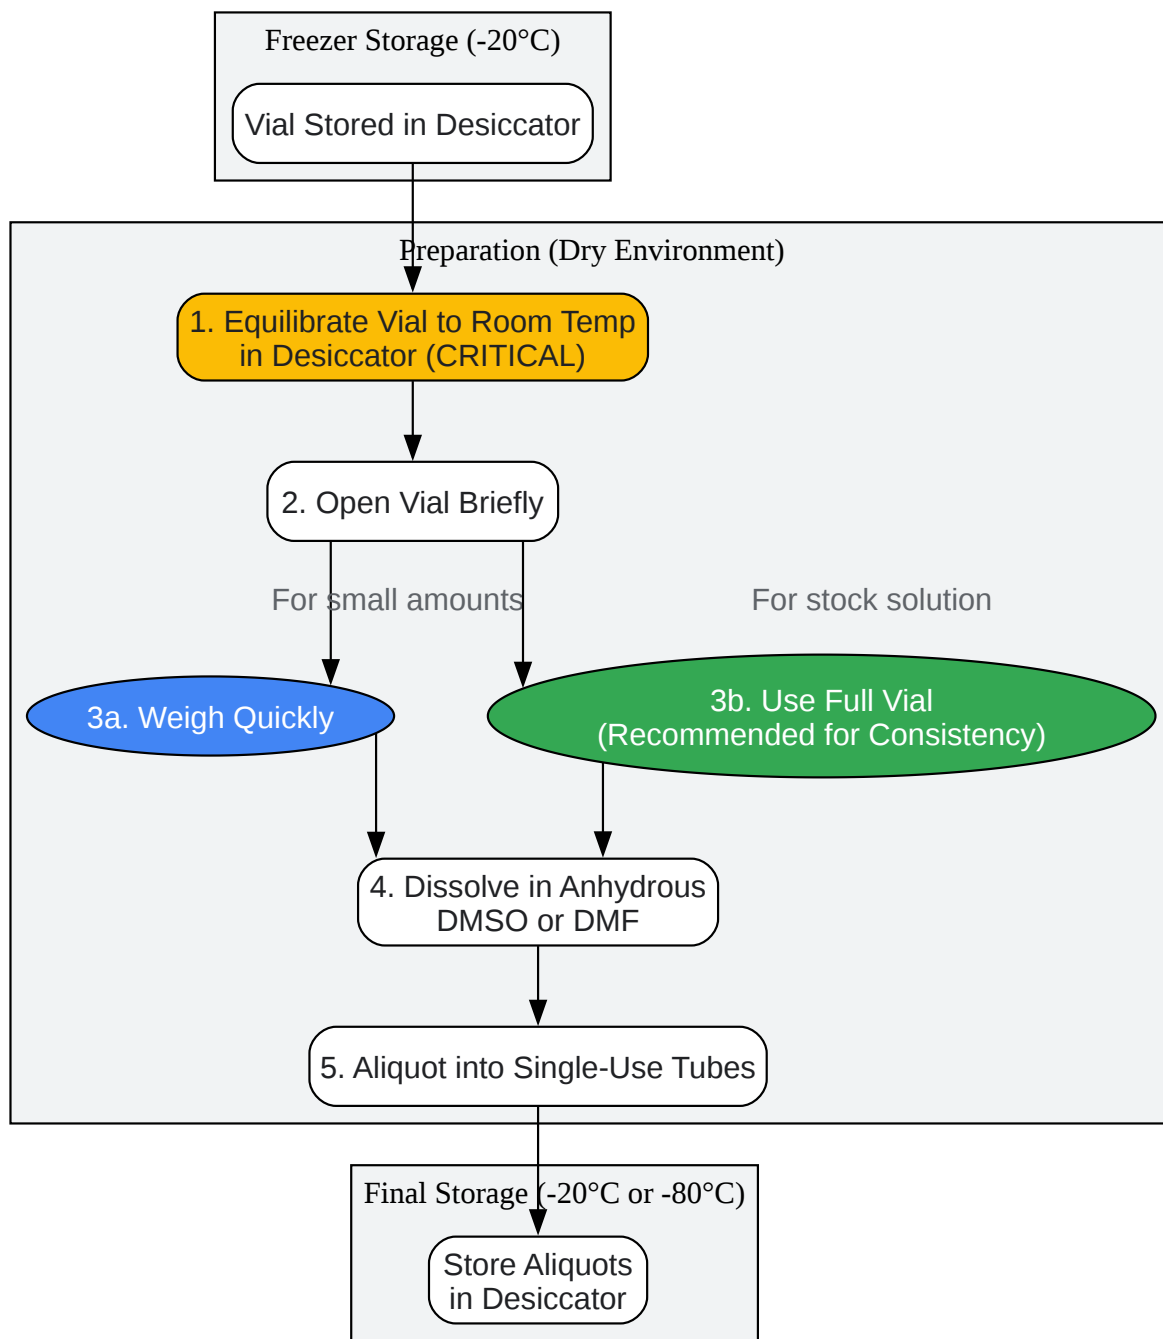 Freezer Storage (-20°C)
Vial Stored in Desiccator
Preparation (Dry Environment)
1. Equilibrate Vial to Room Temp
in Desiccator (CRITICAL)
2. Open Vial Briefly
For small amounts
For stock solution
3a. Weigh Quickly
3b. Use Full Vial
(Recommended for Consistency)
4. Dissolve in Anhydrous
DMSO or DMF
5. Aliquot into Single-Use Tubes
Final Storage (-20°C or -80°C)
Store Aliquots
in Desiccator